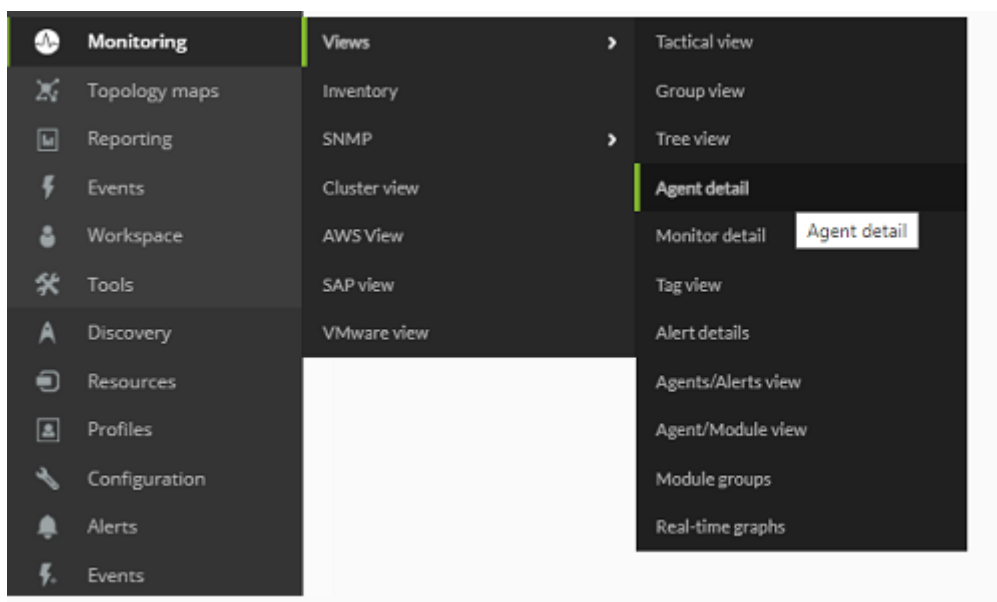 Monitoring
Topology maps
Reporting
Events
Workspace
Tools
Discovery
Resources
Profiles
Configuration
Alerts
Events
Views
Inventory
SNMP
Cluster view
AWS View
SAP view
VMware view
Tactical view
Group view
Tree view
Agent detail
Monitor detail
Agent detail
Tag view
Alert details
Agents/Alerts view
Agent/Module view
Module groups
Real-time graphs